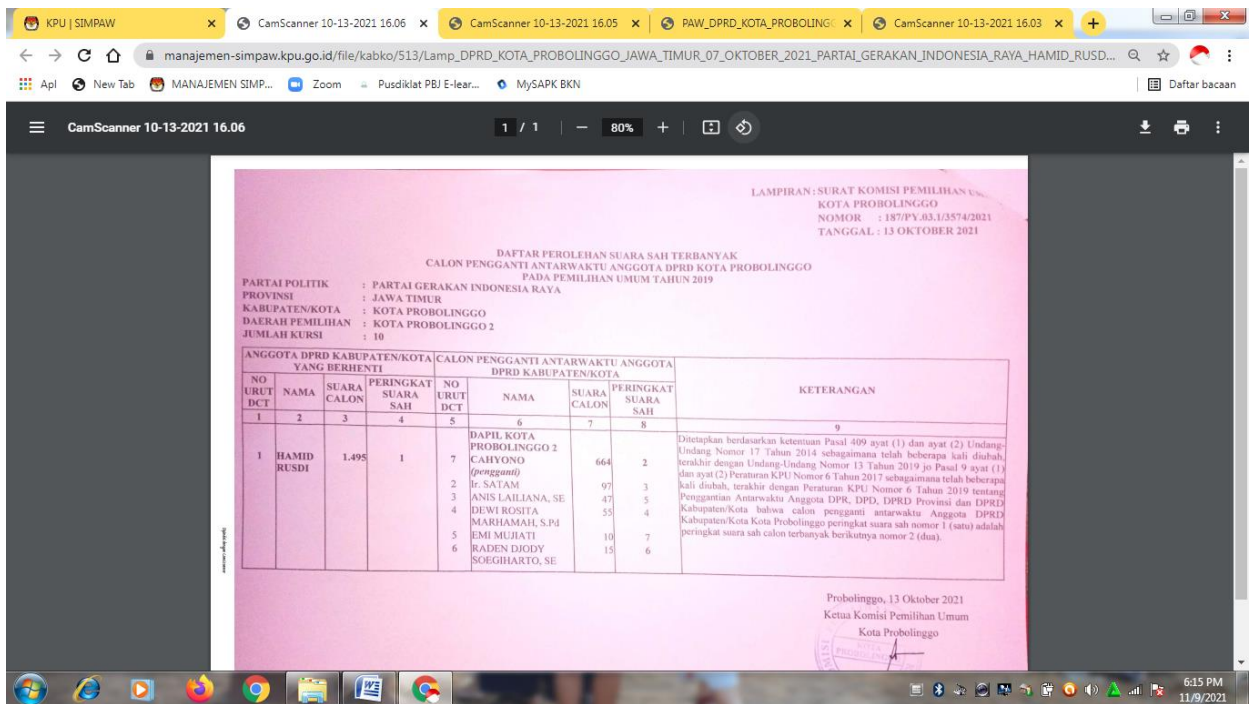 KPU | SIMPAW
CamScanner 10-13-2021 16.06
CamScanner 10-13-2021 16.05
PAW_DPRD_KOTA_PROBOLINGG
CamScanner 10-13-2021 16.03
manajemen-simpaw.kpu.go.id/file/kabko/513/Lamp_DPRD_KOTA_PROBOLINGGO_JAWA_TIMUR_07_OKTOBER_2021_PARTAI_GERAKAN_INDONESIA_RAYA_HAMID_RUSD...
Apl
New Tab
MANAJEMEN SIMP...
Zoom
Pusdiklat PBJ E-lear...
MySAPK BKN
Daftar bacaan
CamScanner 10-13-2021 16.06
1 / 1
80%
LAMPIRAN : SURAT KOMISI PEMILIHAN
KOTA PROBOLINGGO
NOMOR : 187/PY.03.1/3574/2021
TANGGAL : 13 OKTOBER 2021
DAFTAR PEROLEHAN SUARA SAH TERBANYAK
CALON PENGGANTI ANTARWAKTU ANGGOTA DPRD KOTA PROBOLINGGO
PADA PEMILIHAN UMUM TAHUN 2019
PARTAI POLITIK : PARTAI GERAKAN INDONESIA RAYA
PROVINSI : JAWA TIMUR
KABUPATEN/KOTA : KOTA PROBOLINGGO
DAERAH PEMILIHAN : KOTA PROBOLINGGO 2
JUMLAH KURSI : 10
ANGGOTA DPRD KABUPATEN/KOTA
YANG BERHENTI
CALON PENGGANTI ANTARWAKTU ANGGOTA
DPRD KABUPATEN/KOTA
KETERANGAN
NO
URUT
DCT
NAMA
SUARA
CALON
PERINGKAT
SUARA
SAH
NO
URUT
DCT
NAMA
SUARA
CALON
PERINGKAT
SUARA
SAH
1 2 3 4 5 6 7 8 9
1 HAMID 1.495 1
RUSDI
DAPIL KOTA
PROBOLINGGO 2
7 CAHYONO 664 2
(pengganti)
2 Ir. SATAM 97 3
3 ANIS LAILIANA, SE 47 5
4 DEWI ROSITA 55 4
MARHAMAH, S.Pd
5 EMI MUJIATI 10 7
6 RADEN DJODY 15 6
SOEGIHARTO, SE
Ditetapkan berdasarkan ketentuan Pasal 409 ayat (1) dan ayat (2) Undang-
Undang Nomor 17 Tahun 2014 sebagaimana telah beberapa kali diubah,
terakhir dengan Undang-Undang Nomor 13 Tahun 2019 jo Pasal 9 ayat (1)
dan ayat (2) Peraturan KPU Nomor 6 Tahun 2017 sebagaimana telah beberapa
kali diubah, terakhir dengan Peraturan KPU Nomor 6 Tahun 2019 tentang
Penggantian Antarwaktu Anggota DPR, DPD, DPRD Provinsi dan DPRD
Kabupaten/Kota bahwa calon pengganti antarwaktu Anggota DPRD
Kabupaten/Kota Kota Probolinggo peringkat suara sah nomor 1 (satu) adalah
peringkat suara sah calon terbanyak berikutnya nomor 2 (dua).
Probolinggo, 13 Oktober 2021
Ketua Komisi Pemilihan Umum
Kota Probolinggo
6:15 PM
11/9/2021